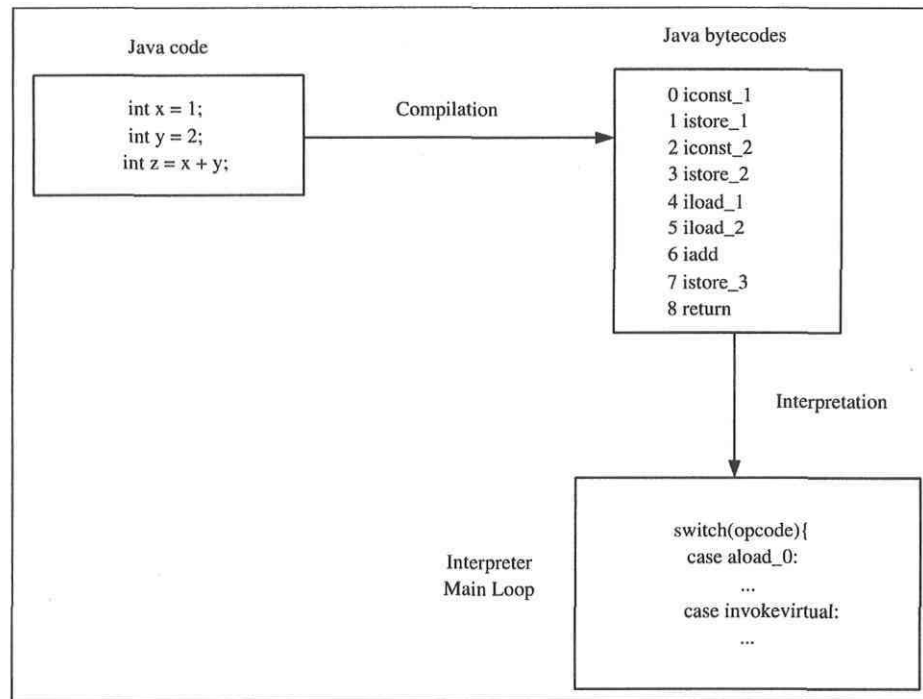 Java code
int x = 1;
int y = 2;
int z = x + y;
Compilation
Java bytecodes
0 iconst_1
1 istore_1
2 iconst_2
3 istore_2
4 iload_1
5 iload_2
6 iadd
7 istore_3
8 return
Interpretation
Interpreter
Main Loop
switch(opcode){
case aload_0:
...
case invokevirtual:
...